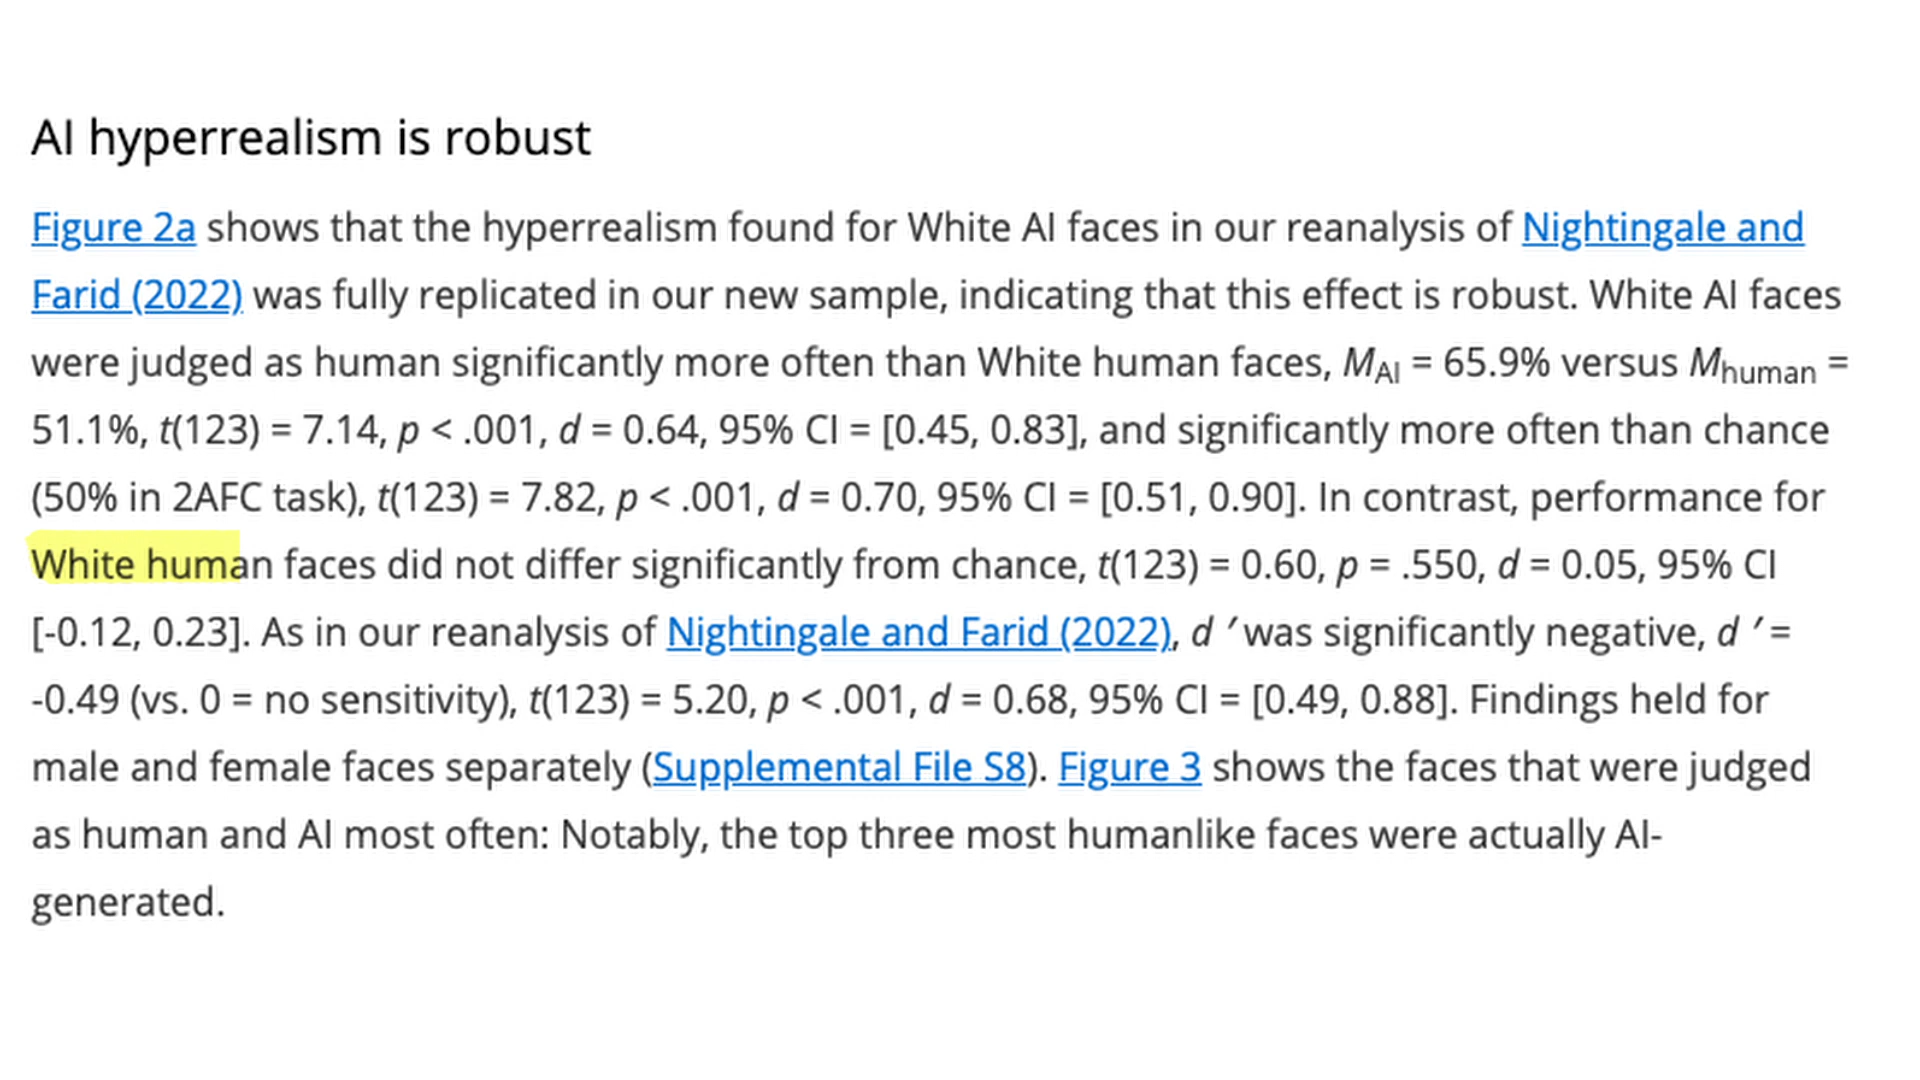 AI hyperrealism is robust
Figure 2a shows that the hyperrealism found for White AI faces in our reanalysis of Nightingale and
Farid (2022) was fully replicated in our new sample, indicating that this effect is robust. White AI faces
were judged as human significantly more often than White human faces, MAI = 65.9% versus Mhuman =
51.1%, t(123) = 7.14, p < .001, d = 0.64, 95% CI = [0.45, 0.83], and significantly more often than chance
(50% in 2AFC task), t(123) = 7.82, p < .001, d = 0.70, 95% CI = [0.51, 0.90]. In contrast, performance for
White human faces did not differ significantly from chance, t(123) = 0.60, p = .550, d = 0.05, 95% CI
[-0.12, 0.23]. As in our reanalysis of Nightingale and Farid (2022), d ′ was significantly negative, d ′ =
-0.49 (vs. 0 = no sensitivity), t(123) = 5.20, p < .001, d = 0.68, 95% CI = [0.49, 0.88]. Findings held for
male and female faces separately (Supplemental File S8). Figure 3 shows the faces that were judged
as human and AI most often: Notably, the top three most humanlike faces were actually AI-
generated.